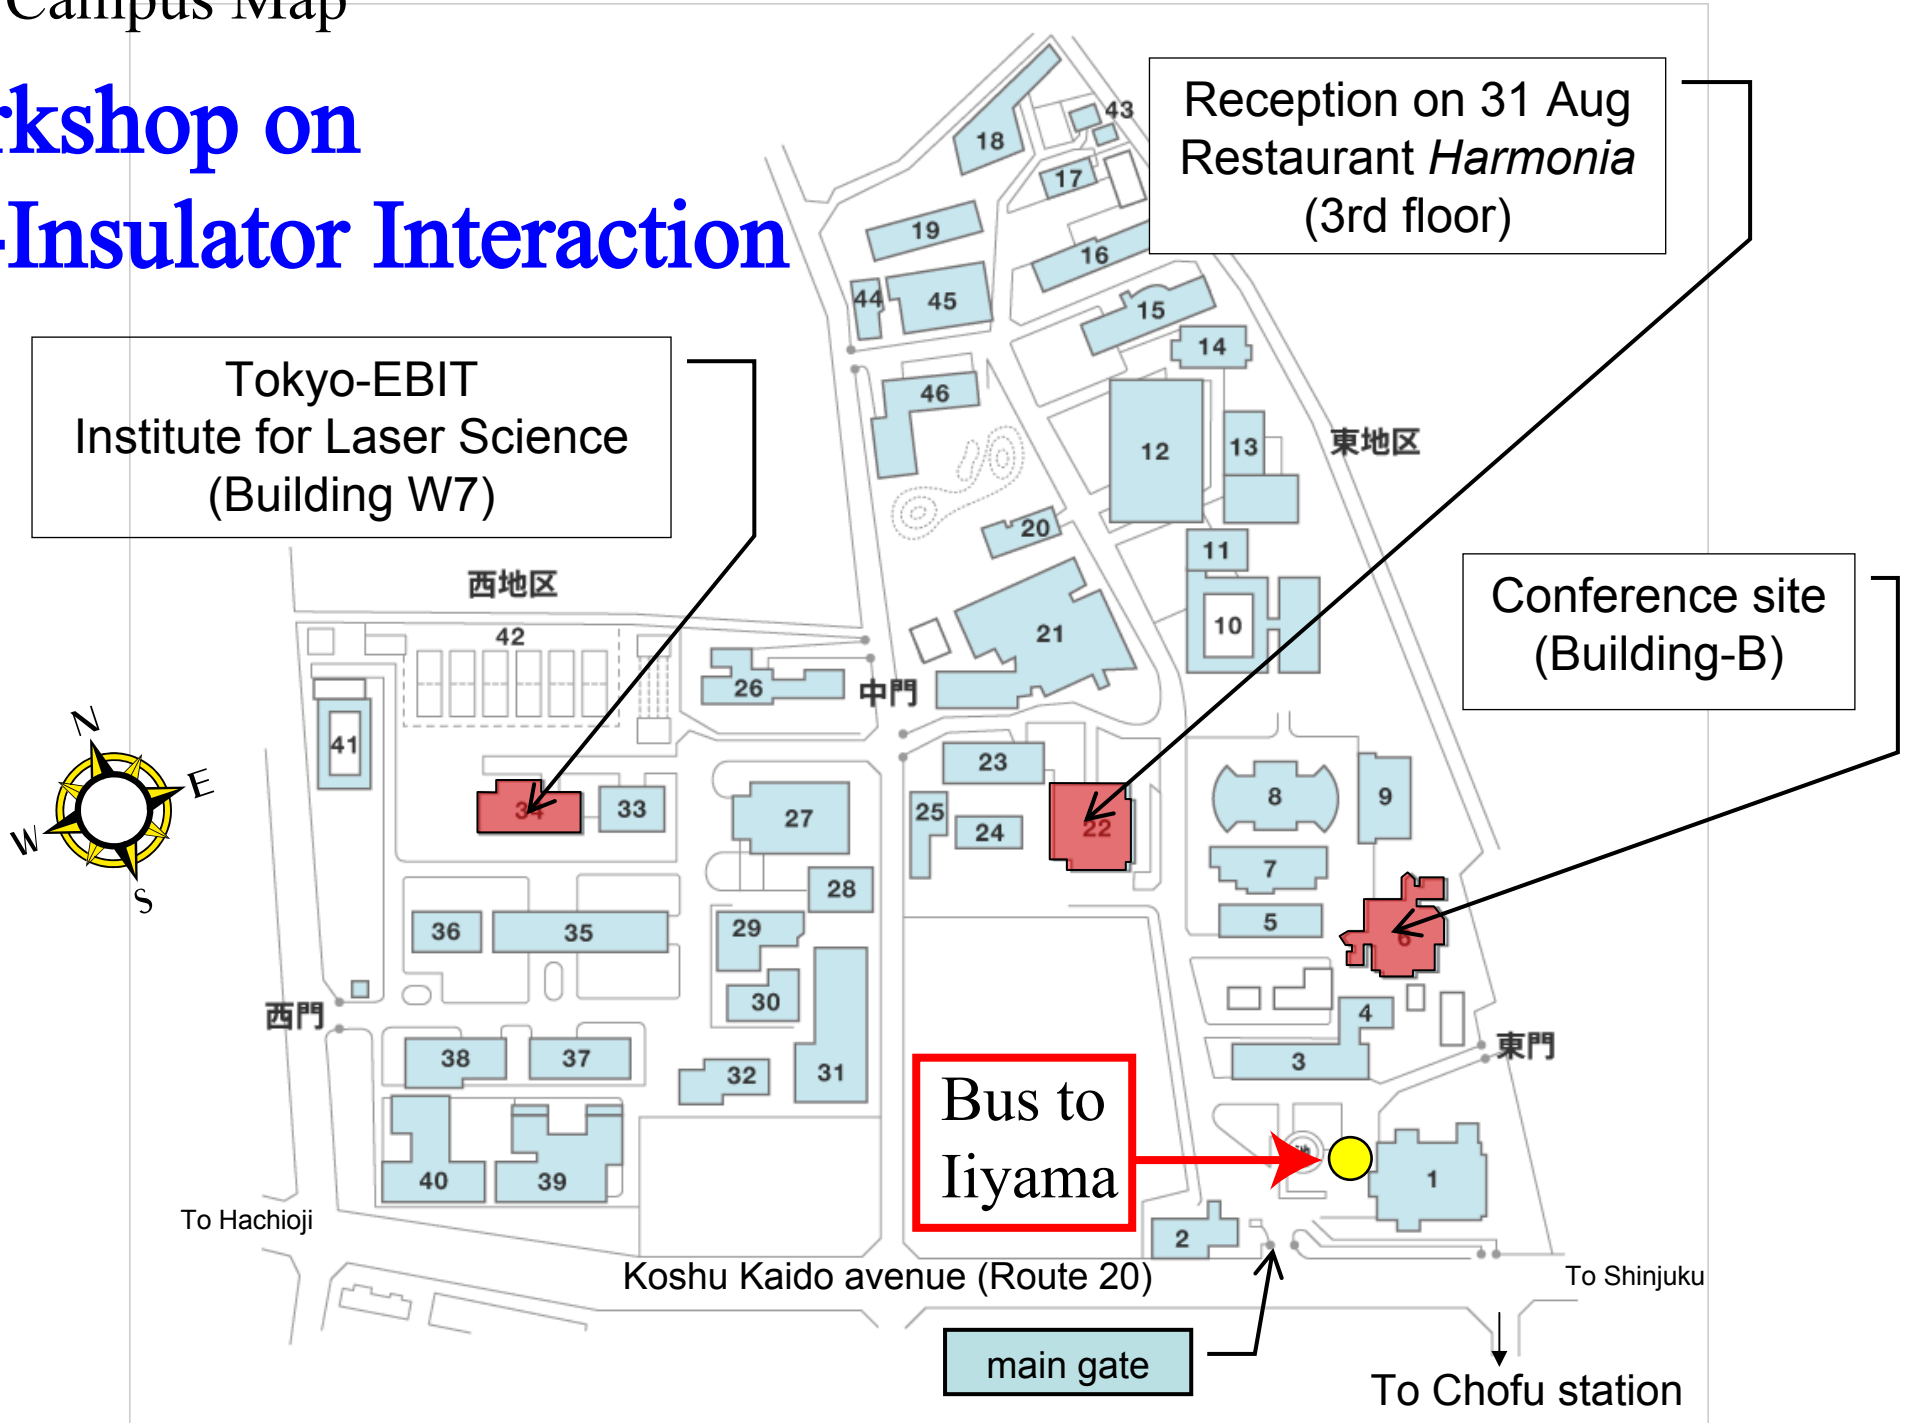 Campus Map
rkshop on
-Insulator Interaction
Reception on 31 Aug
Restaurant Harmonia
(3rd floor)
Tokyo-EBIT
Institute for Laser Science
(Building W7)
Conference site
(Building-B)
18
43
17
19
16
44
45
15
14
46
12
13
東地区
20
11
西地区
10
42
21
26
中門
41
23
8
9
34
33
27
25
24
22
7
28
36
35
29
5
6
30
西門
4
38
37
32
31
3
東門
40
39
1
2
N
E
W
S
Bus to
Iiyama
池
To Hachioji
Koshu Kaido avenue (Route 20)
To Shinjuku
main gate
To Chofu station